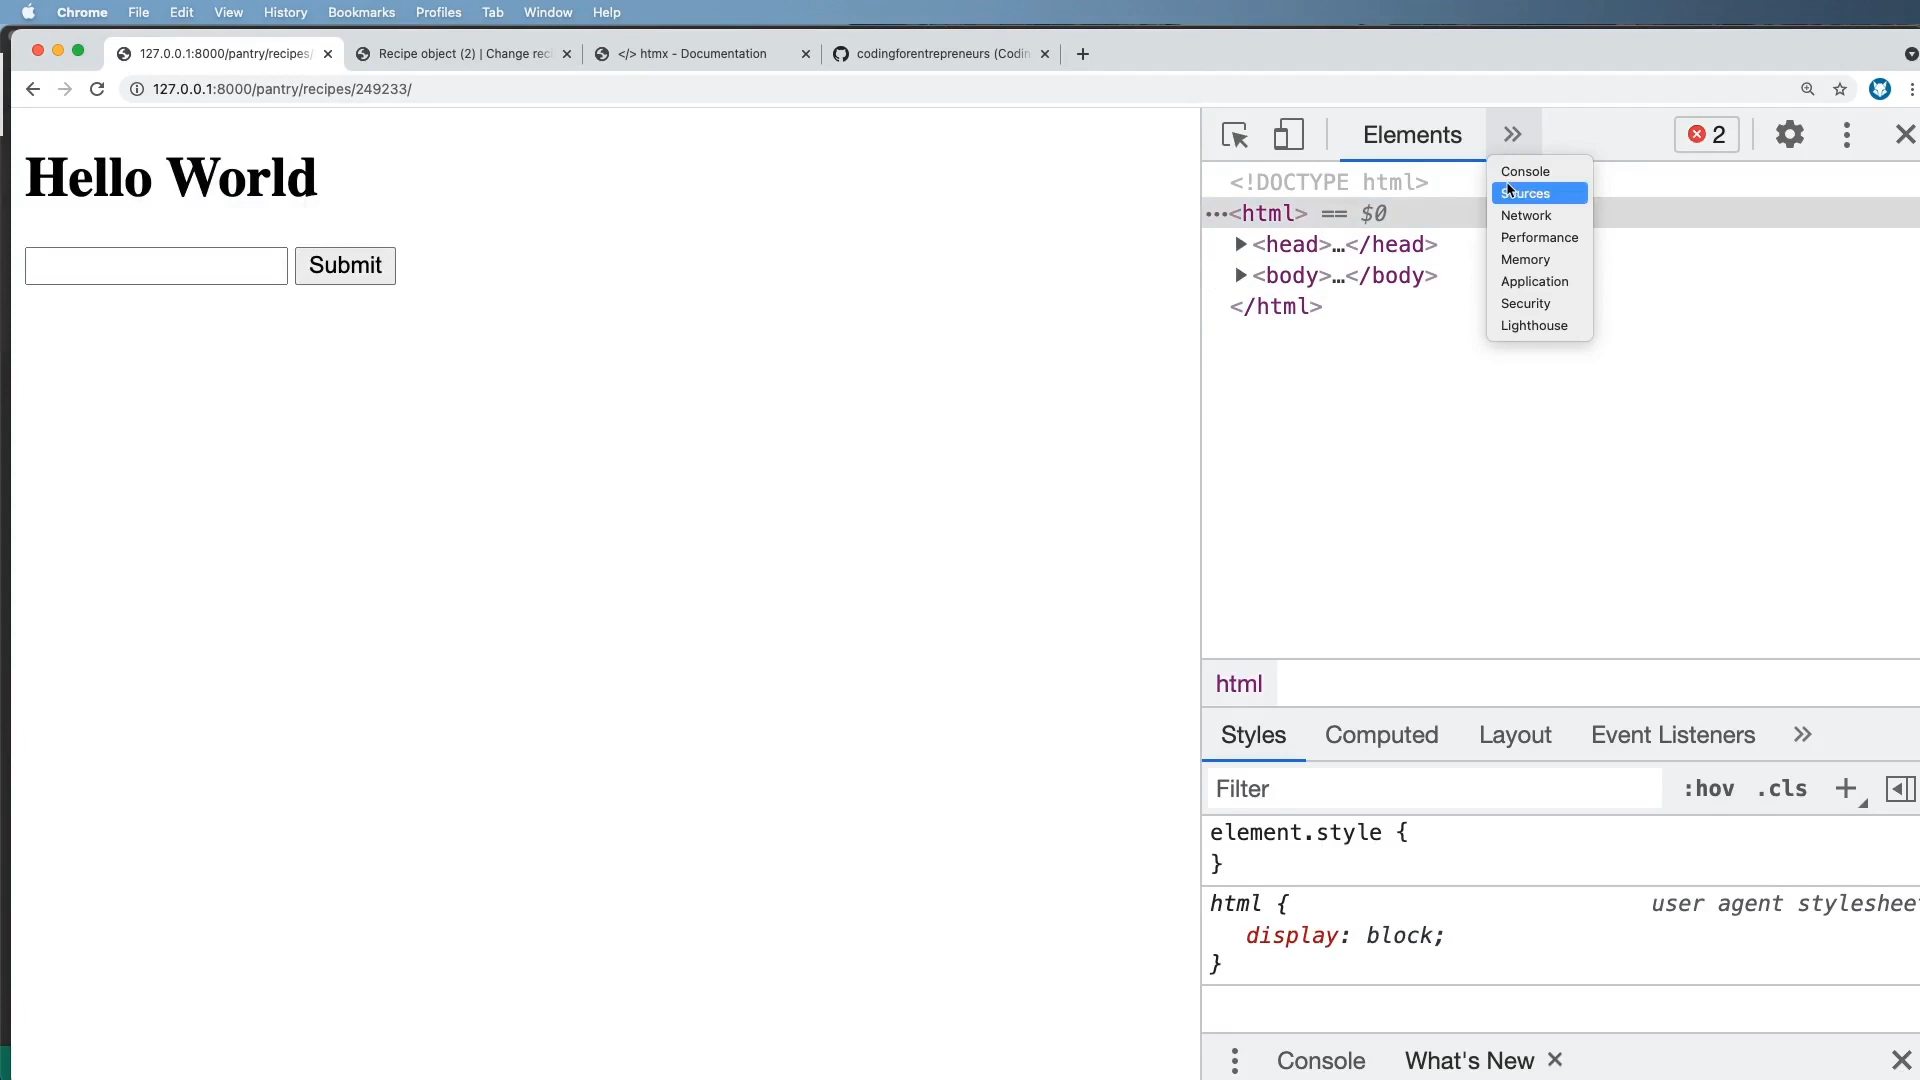 Chrome File Edit View History Bookmarks Profiles Tab Window Help
127.0.0.1:8000/pantry/recipes/ Recipe object (2) | Change reci </> htmx - Documentation codingforentrepreneurs (Codin
127.0.0.1:8000/pantry/recipes/249233/
Hello World
Submit
Elements
2
Console
Sources
Network
Performance
Memory
Application
Security
Lighthouse
<!DOCTYPE html>
…<html> == $0
<head>…</head>
<body>…</body>
</html>
html
Styles Computed Layout Event Listeners
Filter :hov .cls
element.style {
}
html { user agent stylesheet
display: block;
}
Console What's New